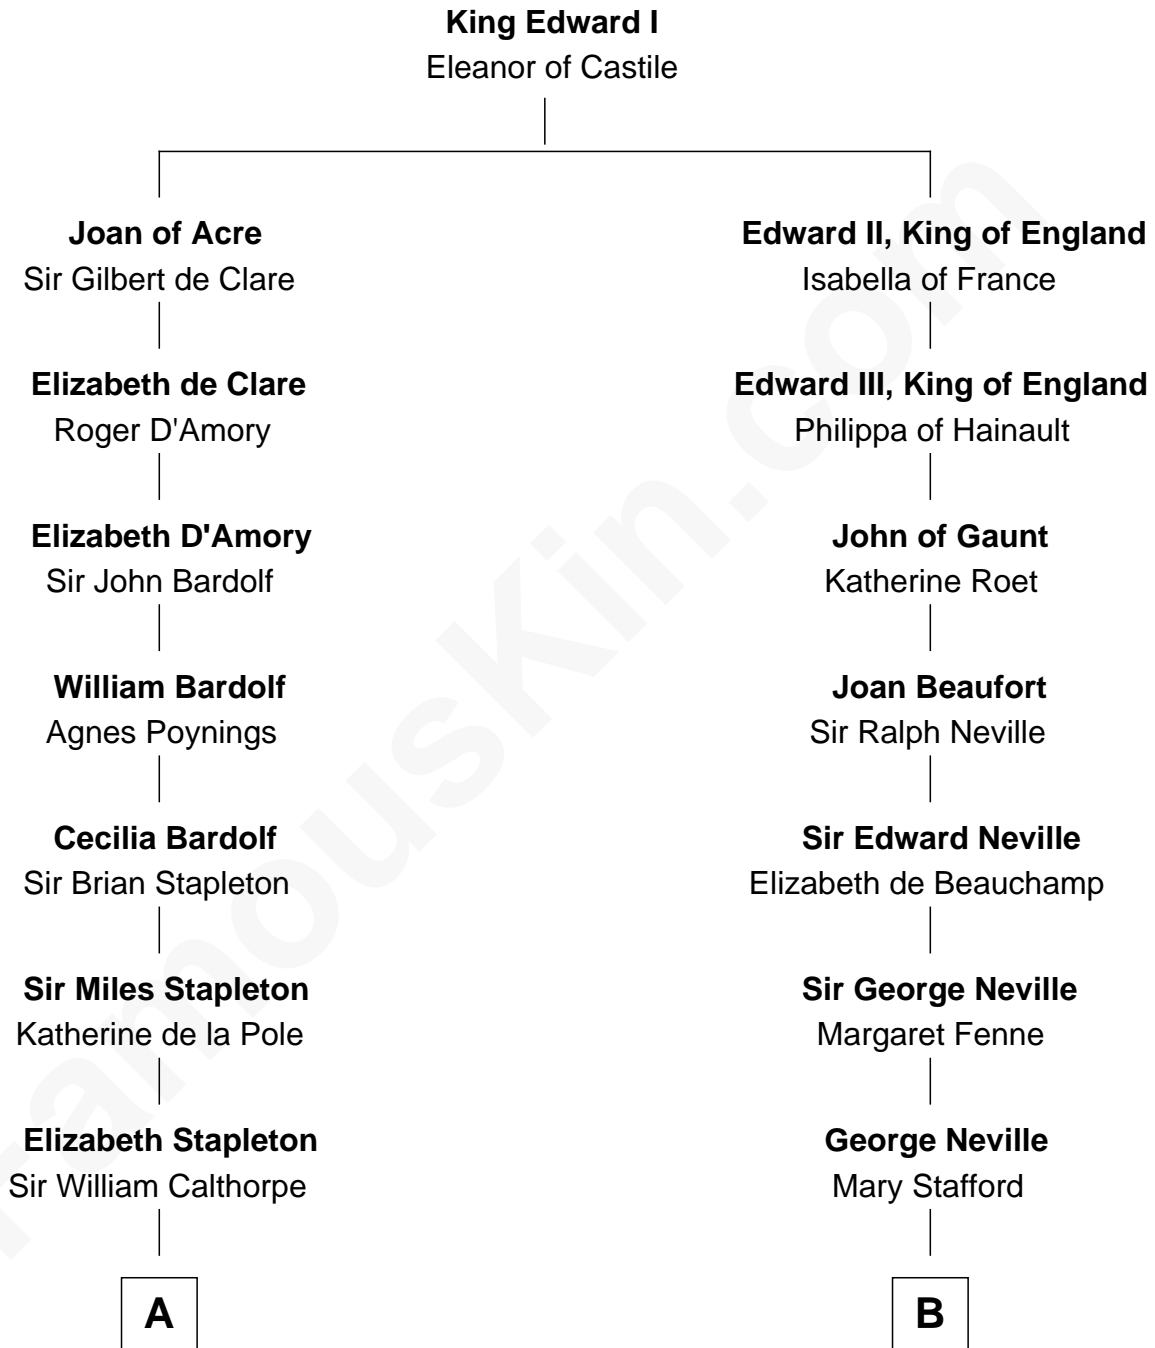 King Edward I
Eleanor of Castile
Joan of Acre
Sir Gilbert de Clare
Edward II, King of England
Isabella of France
Elizabeth de Clare
Roger D'Amory
Edward III, King of England
Philippa of Hainault
Elizabeth D'Amory
Sir John Bardolf
John of Gaunt
Katherine Roet
William Bardolf
Agnes Poynings
Joan Beaufort
Sir Ralph Neville
Cecilia Bardolf
Sir Brian Stapleton
Sir Edward Neville
Elizabeth de Beauchamp
Sir Miles Stapleton
Katherine de la Pole
Sir George Neville
Margaret Fenne
Elizabeth Stapleton
Sir William Calthorpe
George Neville
Mary Stafford
A
B
FamousKin.com